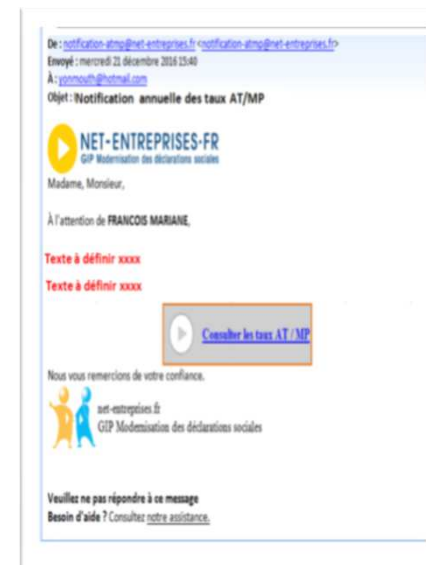 De : notification-atmp@net-entreprises.fr <notification-atmp@net-entreprises.fr>
Envoyé : mercredi 21 décembre 2016 15:40
À : yonmouth@hotmail.com
Objet : Notification annuelle des taux AT/MP
NET-ENTREPRISES·FR
GIP Modernisation des déclarations sociales
Madame, Monsieur,
À l'attention de FRANCOIS MARIANE,
Texte à définir xxxx
Texte à définir xxxx
Consulter les taux AT / MP
Nous vous remercions de votre confiance.
net-entreprises.fr
GIP Modernisation des déclarations sociales
Veuillez ne pas répondre à ce message
Besoin d'aide ? Consultez notre assistance.